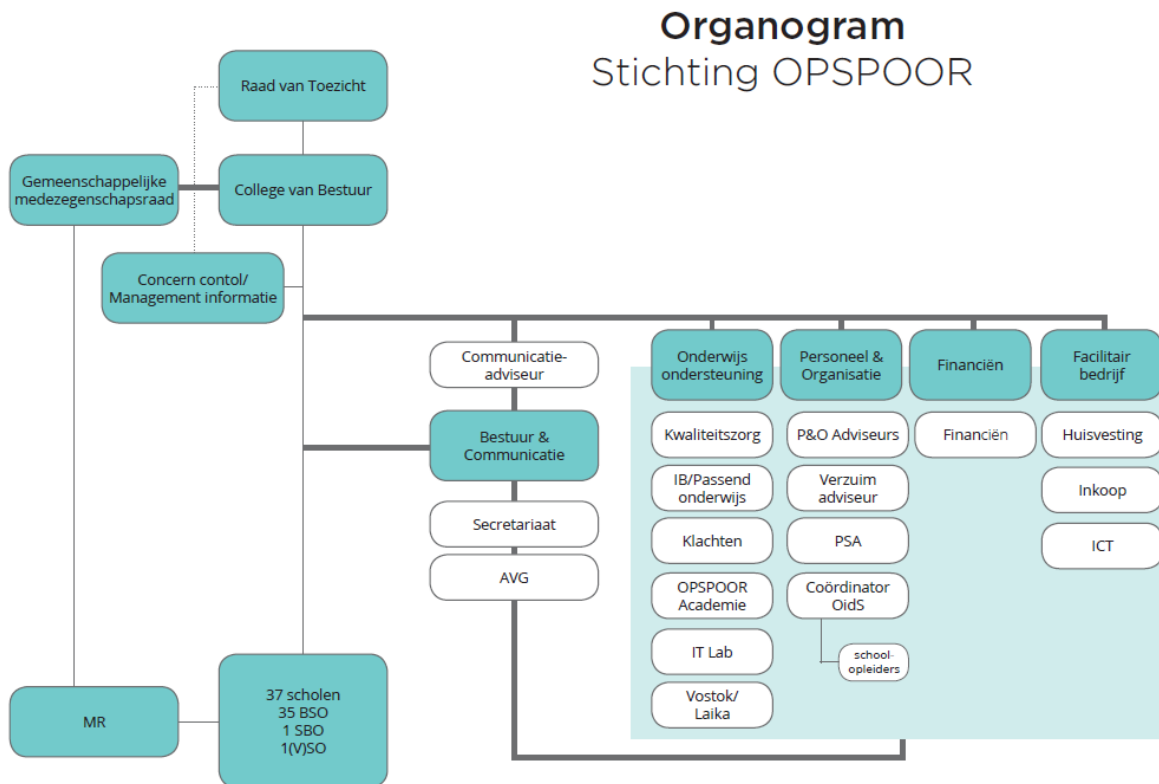 Organogram
Stichting OPSPOOR
Raad van Toezicht
Gemeenschappelijke
medezegenschapsraad
College van Bestuur
Concern contol/
Management informatie
Communicatie-
adviseur
Bestuur &
Communicatie
Secretariaat
AVG
Onderwijs
ondersteuning
Kwaliteitszorg
IB/Passend
onderwijs
Klachten
OPSPOOR
Academie
IT Lab
Vostok/
Laika
Personeel &
Organisatie
P&O Adviseurs
Verzuim
adviseur
PSA
Coördinator
OidS
school-
opleiders
Financiën
Financiën
Facilitair
bedrijf
Huisvesting
Inkoop
ICT
MR
37 scholen
35 BSO
1 SBO
1(V)SO